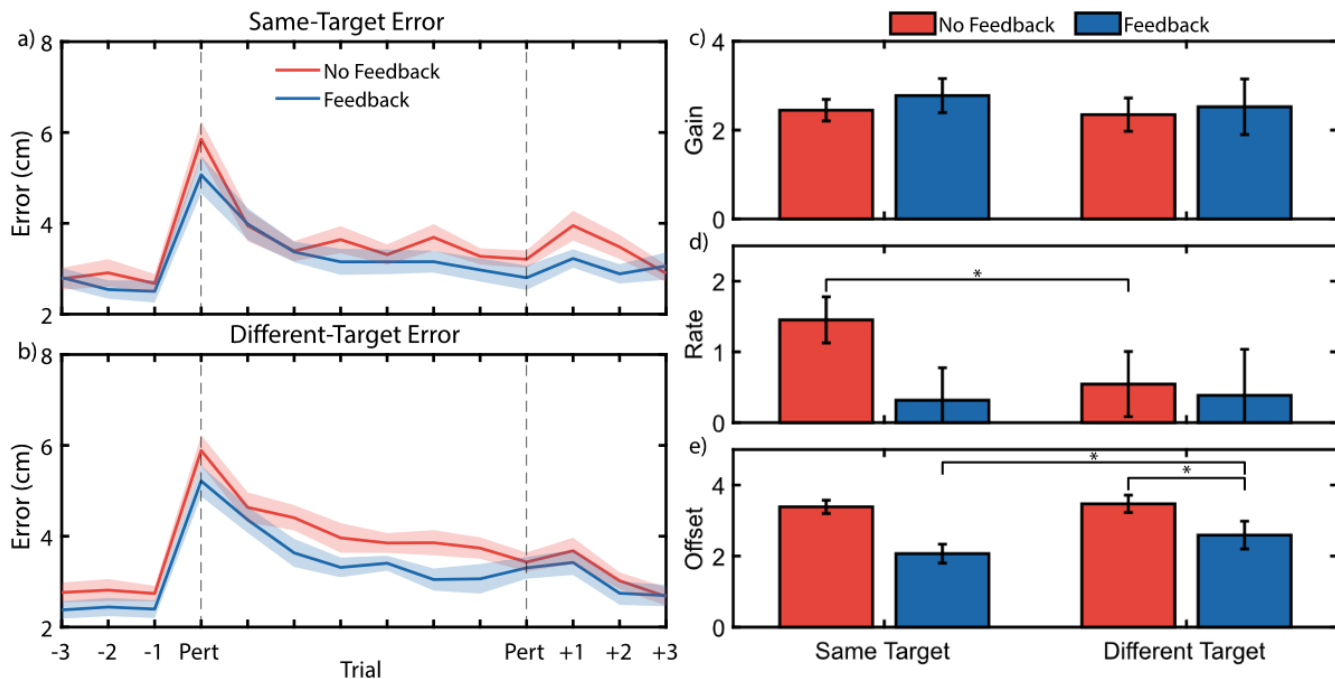 Same-Target Error
a)
8
6
4
2
Error (cm)
No Feedback
Feedback
Different-Target Error
b)
8
6
4
2
Error (cm)
-3 -2 -1 Pert Pert +1 +2 +3
Trial
No Feedback Feedback
c)
4
2
0
Gain
d)
2
1
0
Rate
*
e)
4
2
0
Offset
*
*
Same Target Different Target